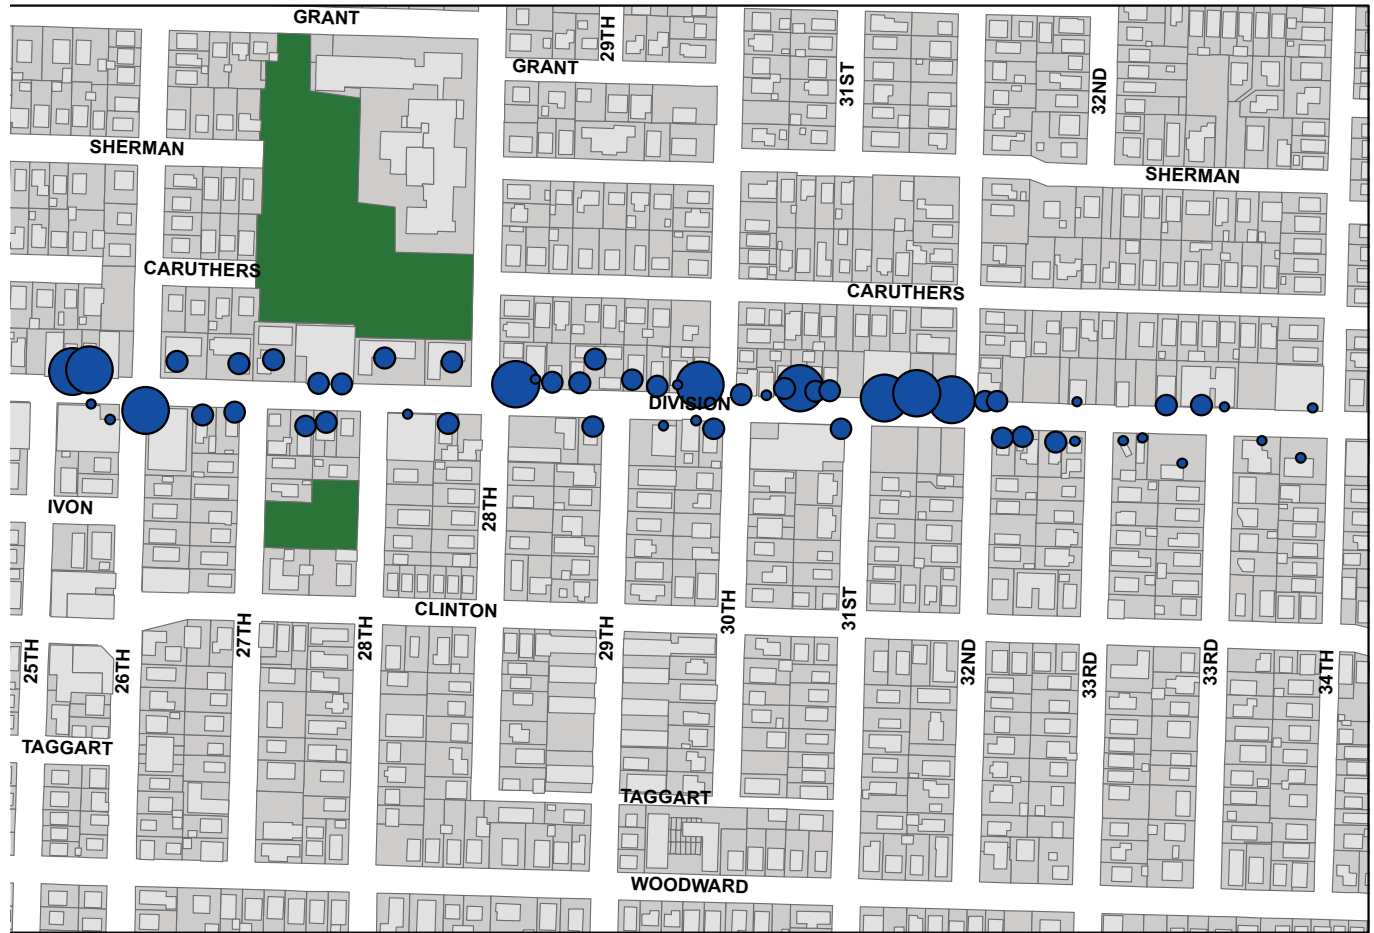 GRANT
29TH
GRANT
31ST
32ND
SHERMAN
SHERMAN
CARUTHERS
CARUTHERS
DIVISION
IVON
28TH
CLINTON
25TH
26TH
27TH
28TH
29TH
30TH
31ST
32ND
33RD
33RD
34TH
TAGGART
TAGGART
WOODWARD